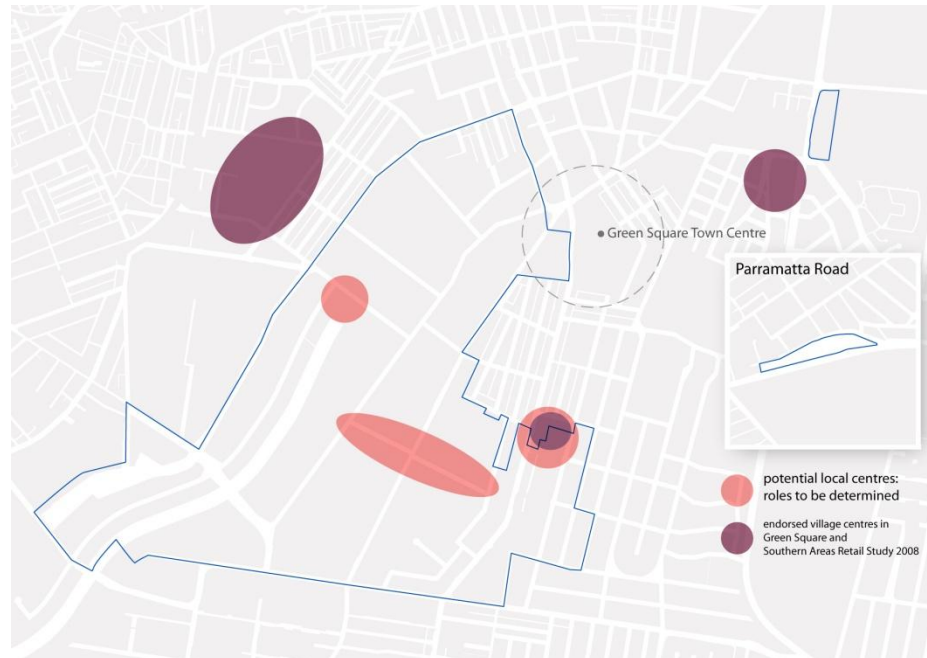 Green Square Town Centre
Parramatta Road
potential local centres:
roles to be determined
endorsed village centres in
Green Square and
Southern Areas Retail Study 2008